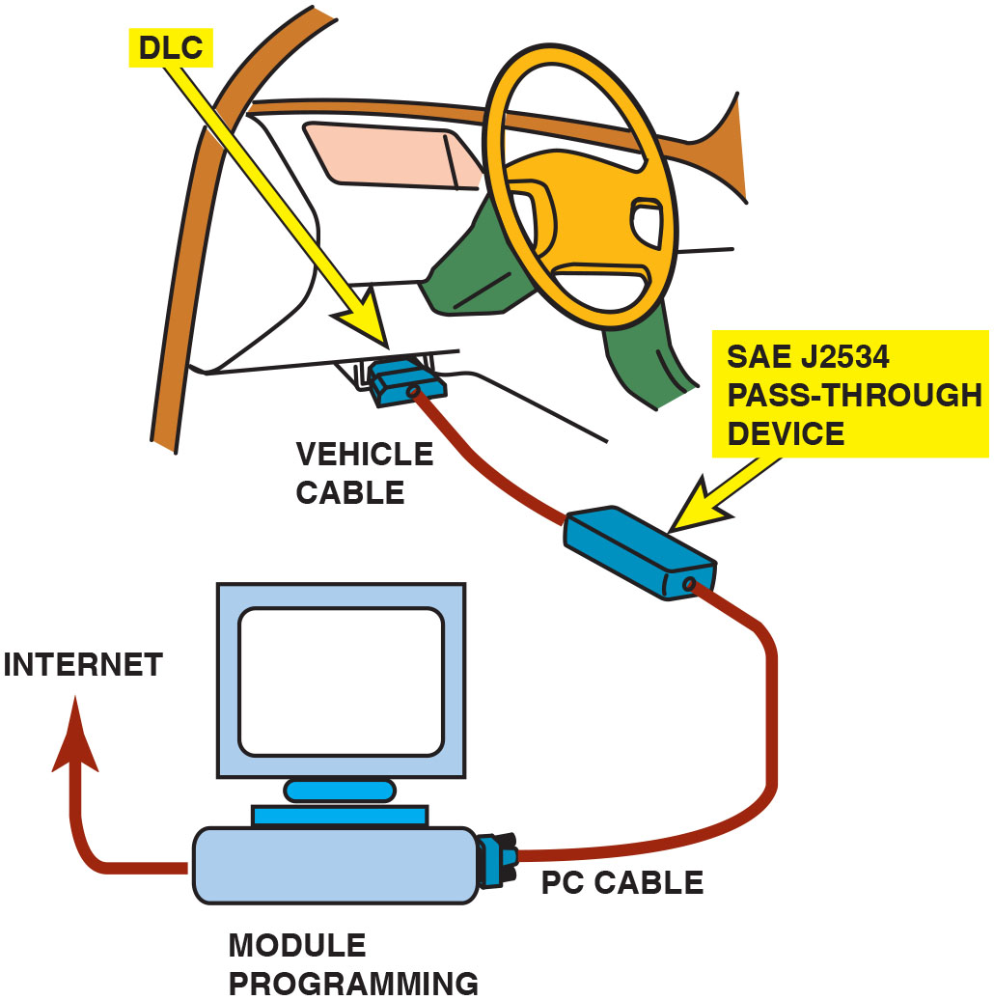 DLC
SAE J2534
PASS-THROUGH
DEVICE
VEHICLE
CABLE
INTERNET
PC CABLE
MODULE
PROGRAMMING